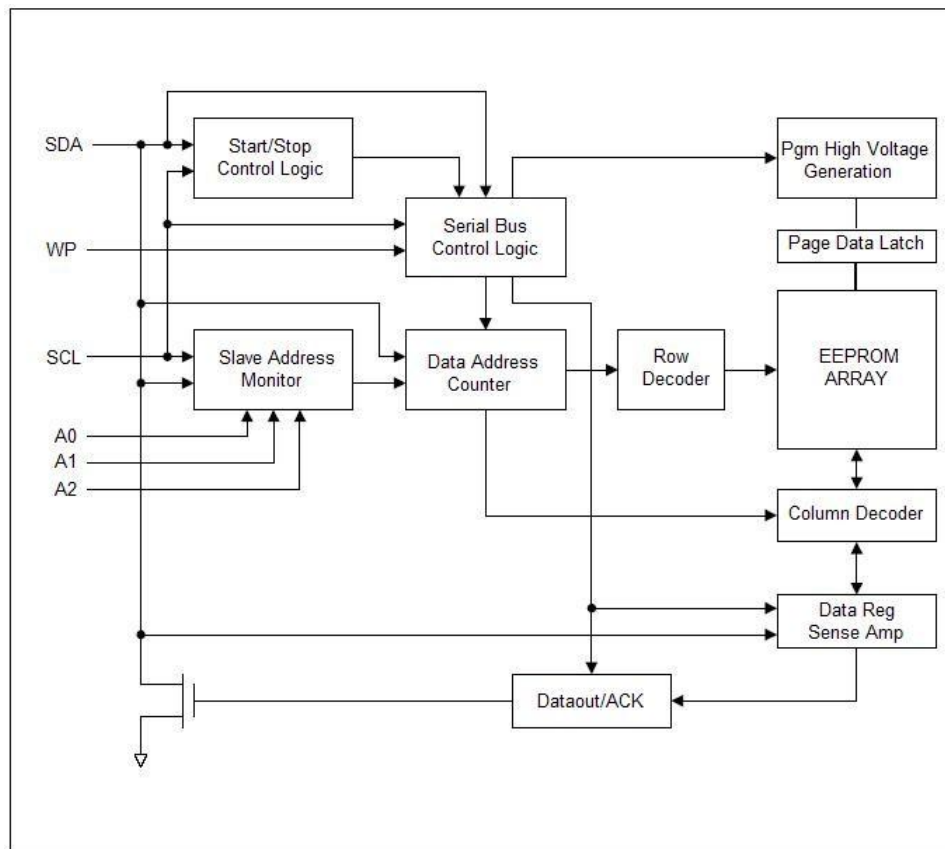 SDA
Start/Stop
Control Logic
Pgm High Voltage
Generation
WP
Serial Bus
Control Logic
Page Data Latch
SCL
Slave Address
Monitor
Data Address
Counter
Row
Decoder
EEPROM
ARRAY
A0
A1
A2
Column Decoder
Data Reg
Sense Amp
Dataout/ACK